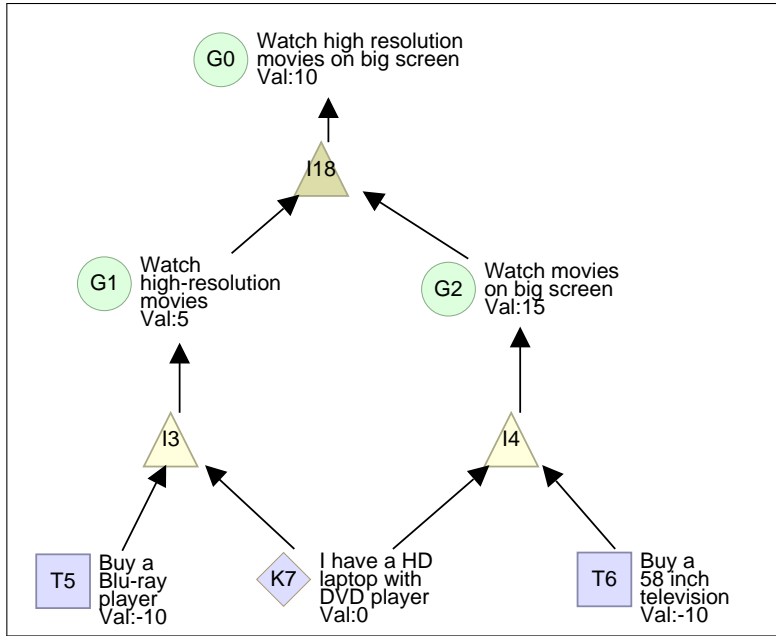 G0
Watch high resolution
movies on big screen
Val:10
I18
G1
Watch
high-resolution
movies
Val:5
G2
Watch movies
on big screen
Val:15
I3
I4
T5
Buy a
Blu-ray
player
Val:-10
K7
I have a HD
laptop with
DVD player
Val:0
T6
Buy a
58 inch
television
Val:-10